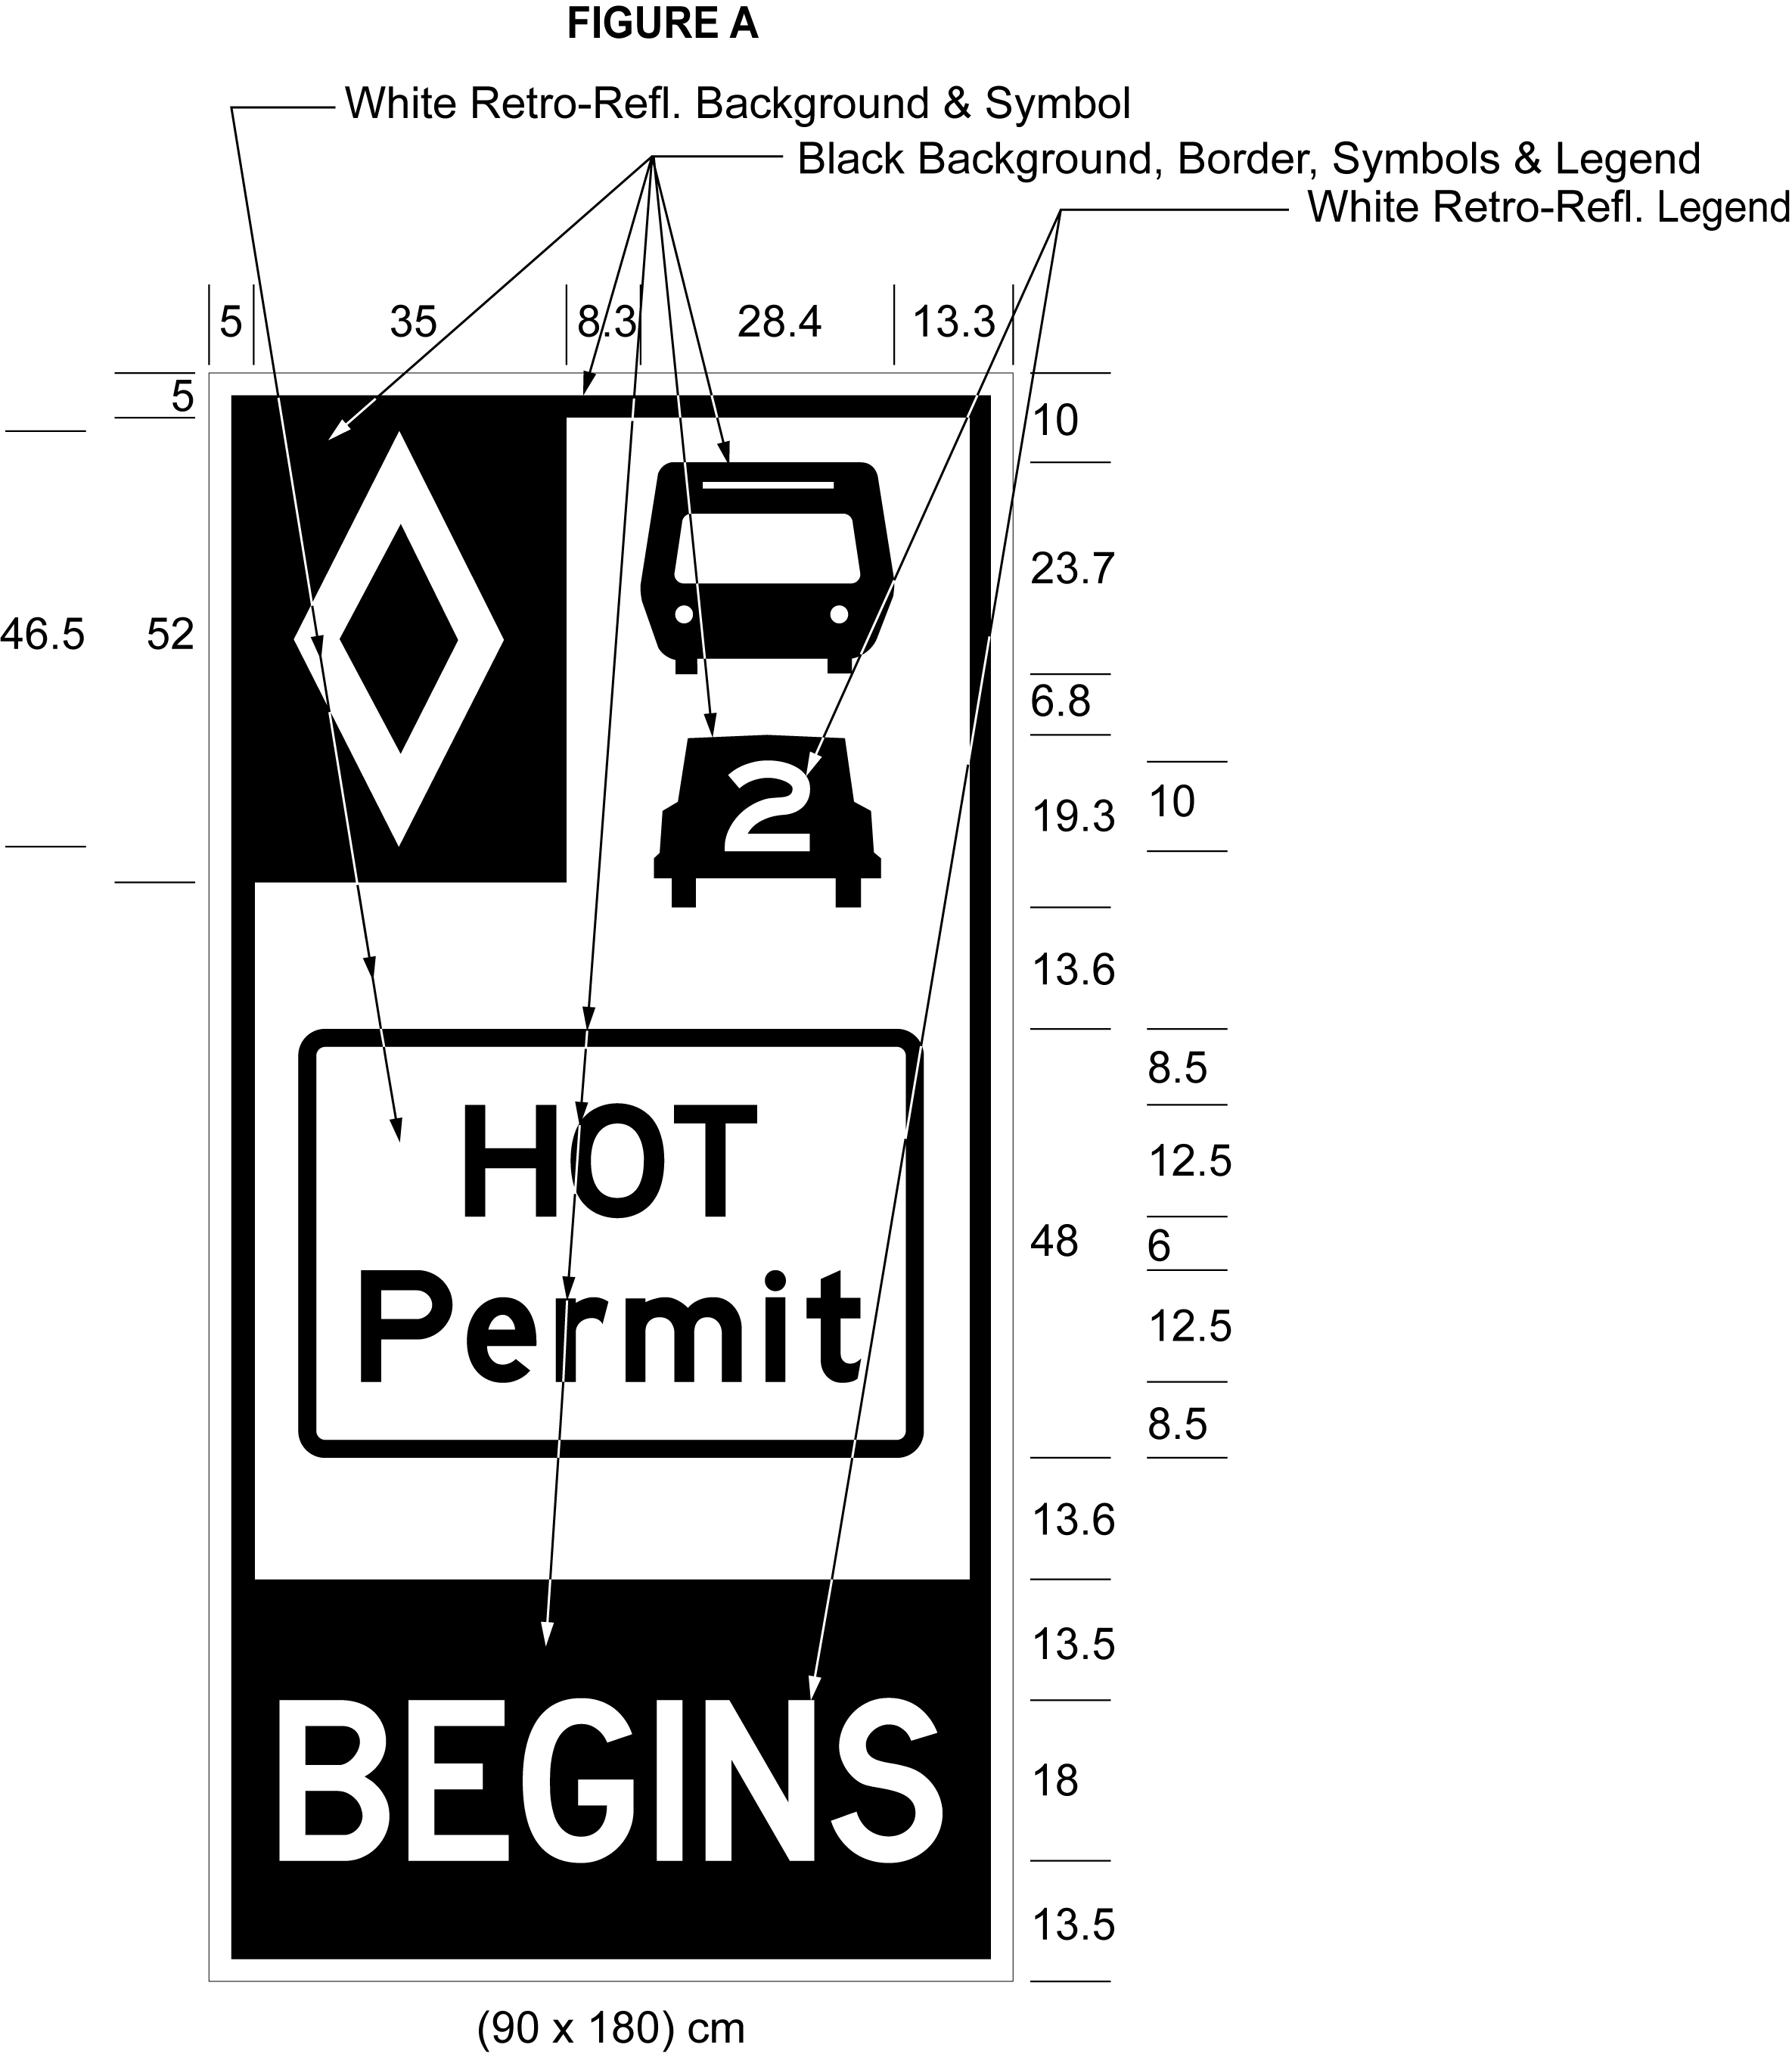 FIGURE A
White Retro-Refl. Background & Symbol
Black Background, Border, Symbols & Legend
White Retro-Refl. Legend
5 35 8.3 28.4 13.3
5
10
46.5 52
23.7
6.8
2
19.3 10
13.6
8.5
HOT
12.5
48 6
Permit
12.5
8.5
13.6
13.5
BEGINS
18
13.5
(90 x 180) cm